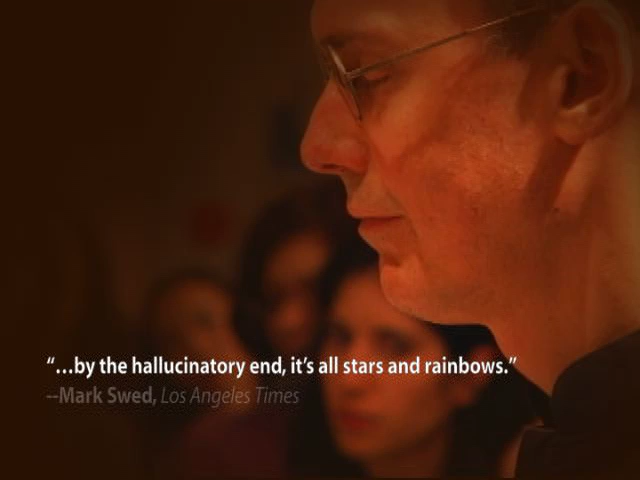 “…by the hallucinatory end, it’s all stars and rainbows.”
--Mark Swed, Los Angeles Times